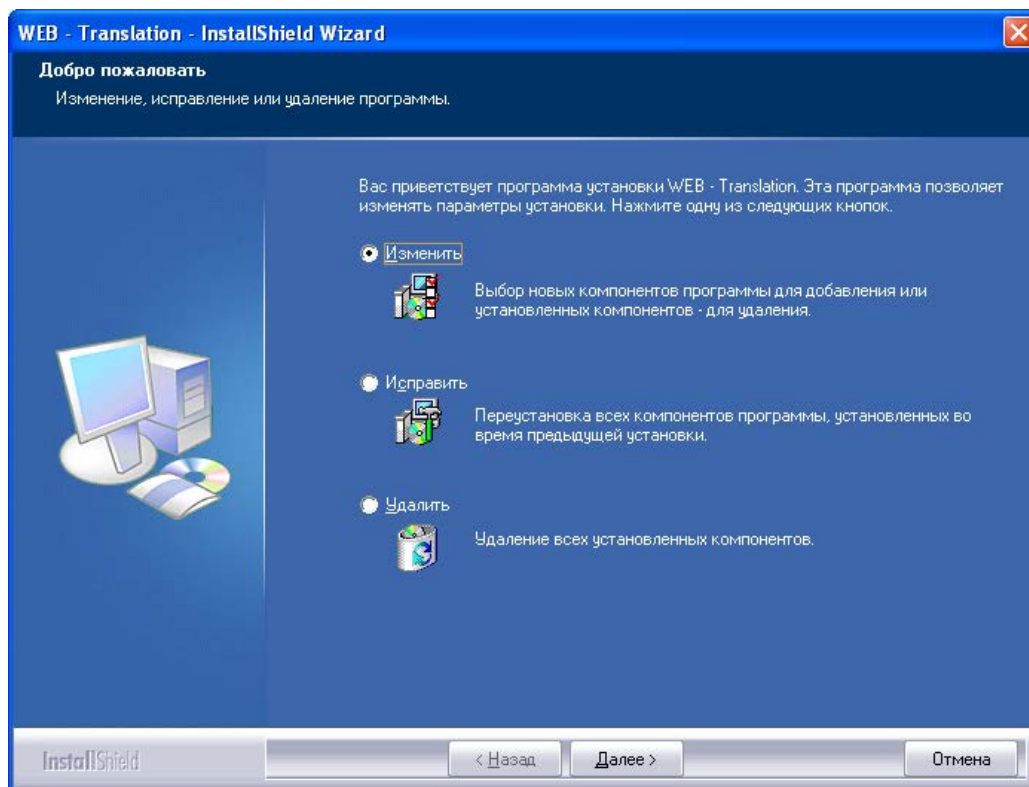 WEB - Translation - InstallShield Wizard
Добро пожаловать
Изменение, исправление или удаление программы.
Вас приветствует программа установки WEB - Translation. Эта программа позволяет
изменять параметры установки. Нажмите одну из следующих кнопок.
Изменить
Выбор новых компонентов программы для добавления или
установленных компонентов - для удаления.
Исправить
Переустановка всех компонентов программы, установленных во
время предыдущей установки.
Удалить
Удаление всех установленных компонентов.
InstallShield
< Назад
Далее >
Отмена